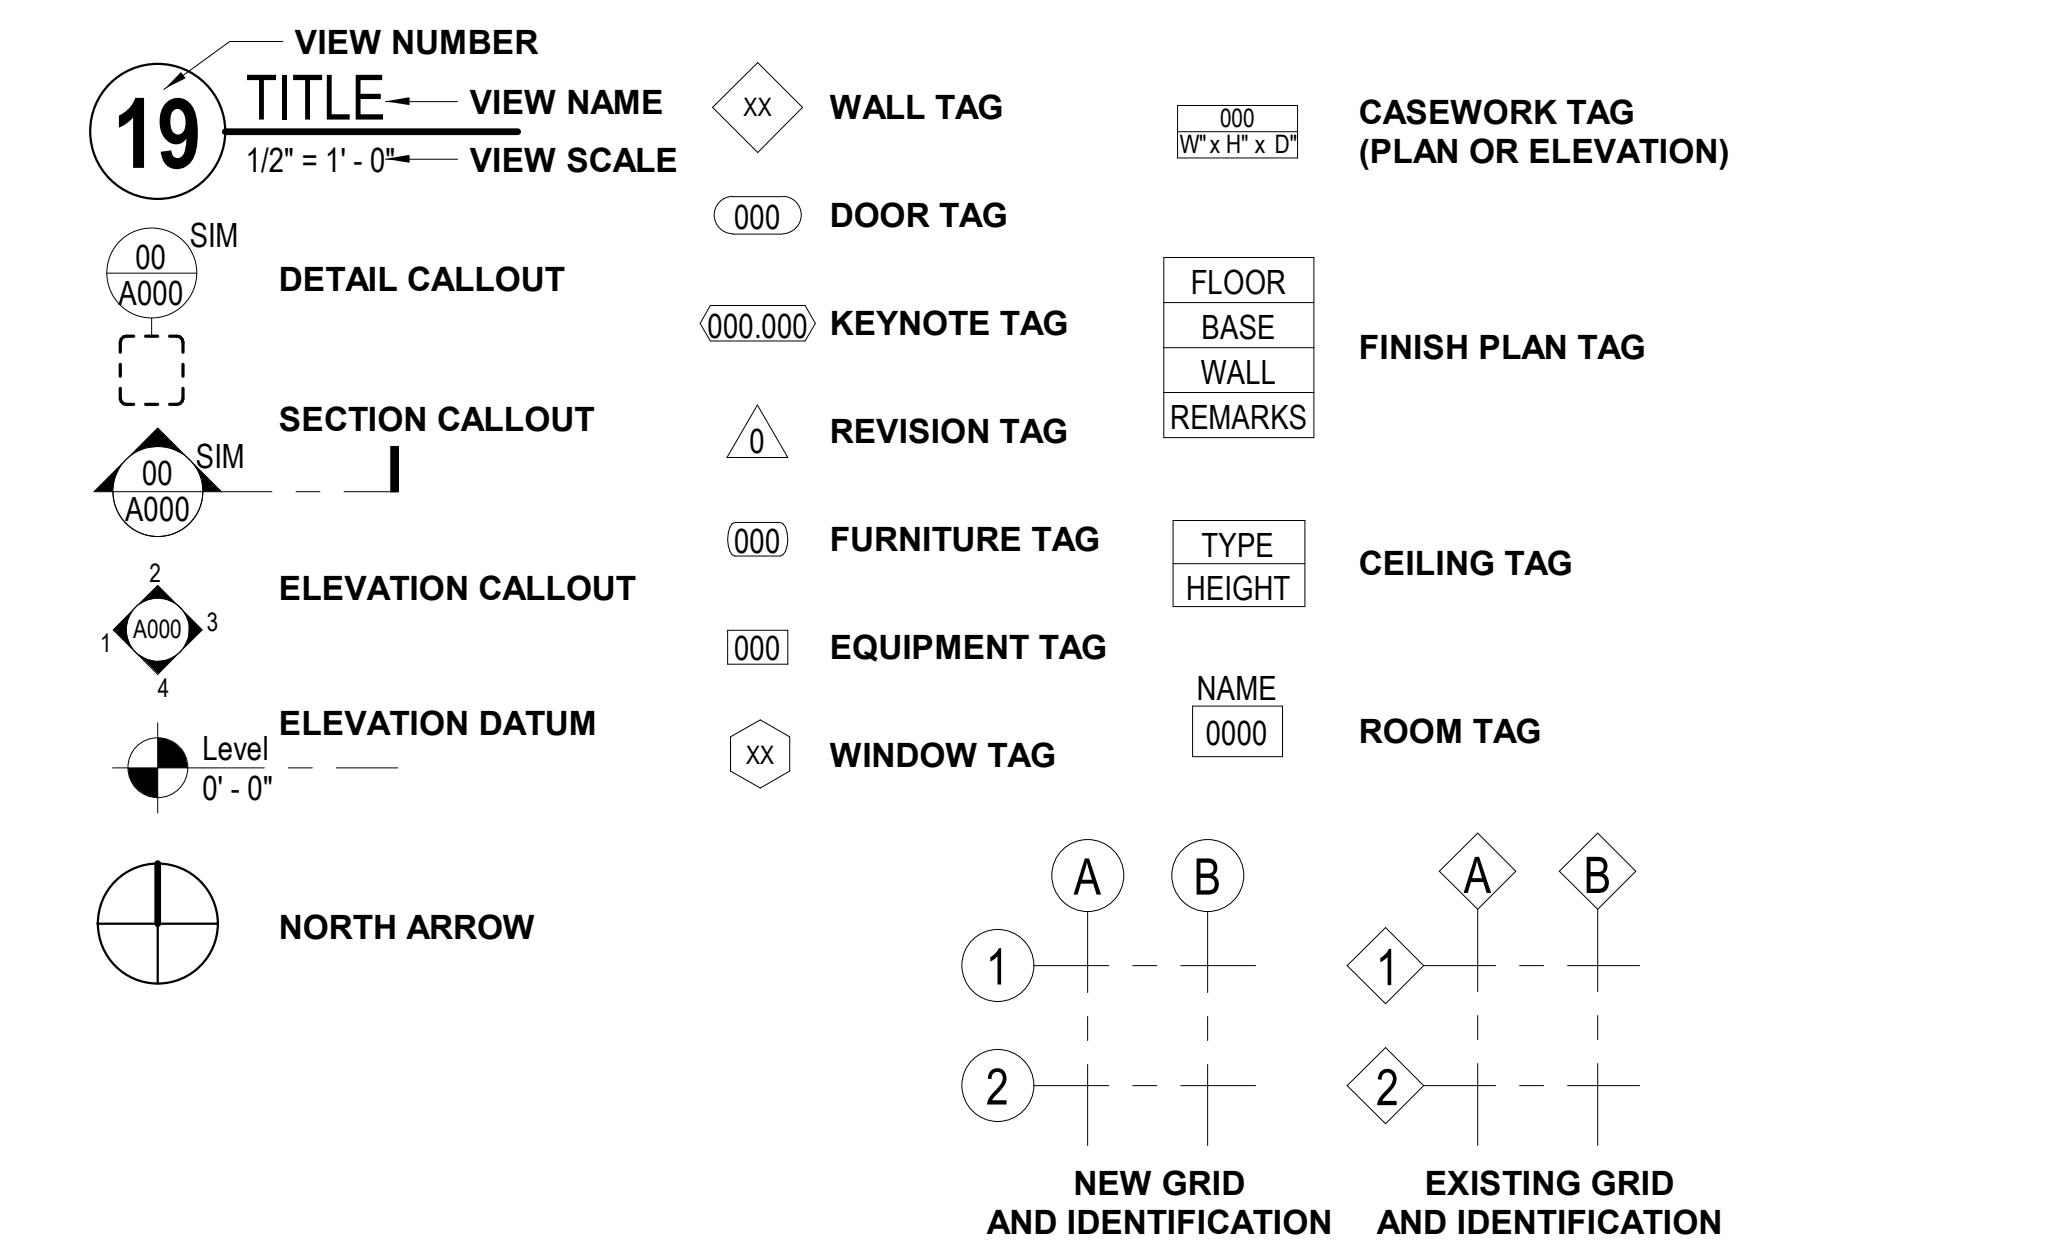 VIEW NUMBER
19
TITLE
VIEW NAME
1/2" = 1' - 0"
VIEW SCALE
SIM
00
A000
DETAIL CALLOUT
SECTION CALLOUT
SIM
00
A000
ELEVATION CALLOUT
2
1
A000
3
4
ELEVATION DATUM
Level
0' - 0"
NORTH ARROW
XX
WALL TAG
000
DOOR TAG
000.000
KEYNOTE TAG
0
REVISION TAG
000
FURNITURE TAG
000
EQUIPMENT TAG
XX
WINDOW TAG
000
W" x H" x D"
CASEWORK TAG
(PLAN OR ELEVATION)
FLOOR
BASE
WALL
REMARKS
FINISH PLAN TAG
TYPE
HEIGHT
CEILING TAG
NAME
0000
ROOM TAG
A B
1
2
NEW GRID
AND IDENTIFICATION
A B
1
2
EXISTING GRID
AND IDENTIFICATION